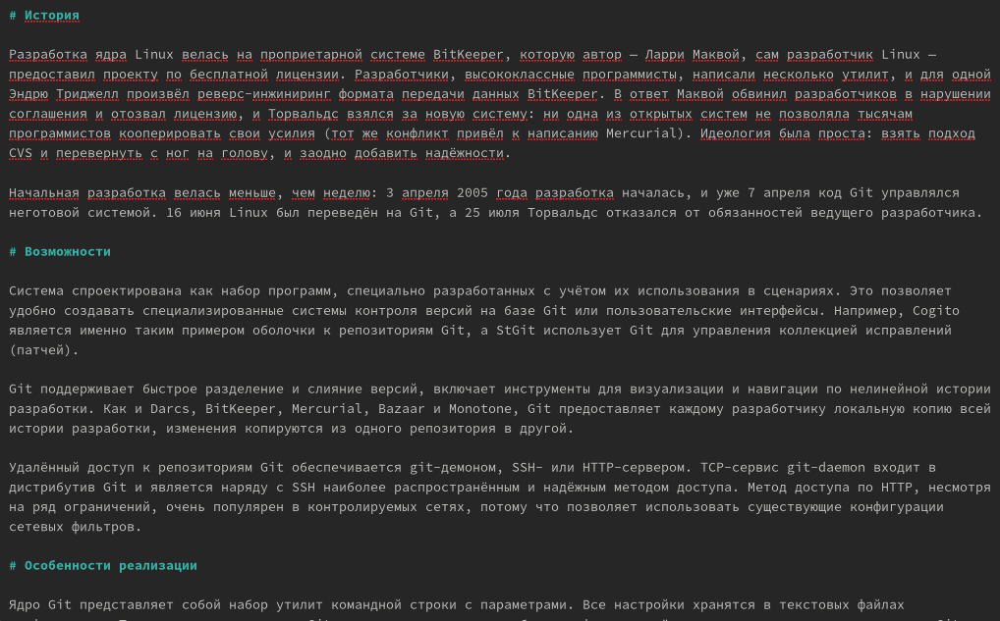 # История
Разработка ядра Linux велась на проприетарной системе BitKeeper, которую автор — Ларри Маквой, сам разработчик Linux —
предоставил проекту по бесплатной лицензии. Разработчики, высококлассные программисты, написали несколько утилит, и для одной
Эндрю Триджелл произвёл реверс-инжиниринг формата передачи данных BitKeeper. В ответ Маквой обвинил разработчиков в нарушении
соглашения и отозвал лицензию, и Торвальдс взялся за новую систему: ни одна из открытых систем не позволяла тысячам
программистов кооперировать свои усилия (тот же конфликт привёл к написанию Mercurial). Идеология была проста: взять подход
CVS и перевернуть с ног на голову, и заодно добавить надёжности.
Начальная разработка велась меньше, чем неделю: 3 апреля 2005 года разработка началась, и уже 7 апреля код Git управлялся
неготовой системой. 16 июня Linux был переведён на Git, а 25 июля Торвальдс отказался от обязанностей ведущего разработчика.
# Возможности
Система спроектирована как набор программ, специально разработанных с учётом их использования в сценариях. Это позволяет
удобно создавать специализированные системы контроля версий на базе Git или пользовательские интерфейсы. Например, Cogito
является именно таким примером оболочки к репозиториям Git, а StGit использует Git для управления коллекцией исправлений
(патчей).
Git поддерживает быстрое разделение и слияние версий, включает инструменты для визуализации и навигации по нелинейной истории
разработки. Как и Darcs, BitKeeper, Mercurial, Bazaar и Monotone, Git предоставляет каждому разработчику локальную копию всей
истории разработки, изменения копируются из одного репозитория в другой.
Удалённый доступ к репозиториям Git обеспечивается git-демоном, SSH- или HTTP-сервером. TCP-сервис git-daemon входит в
дистрибутив Git и является наряду с SSH наиболее распространённым и надёжным методом доступа. Метод доступа по HTTP, несмотря
на ряд ограничений, очень популярен в контролируемых сетях, потому что позволяет использовать существующие конфигурации
сетевых фильтров.
# Особенности реализации
Ядро Git представляет собой набор утилит командной строки с параметрами. Все настройки хранятся в текстовых файлах